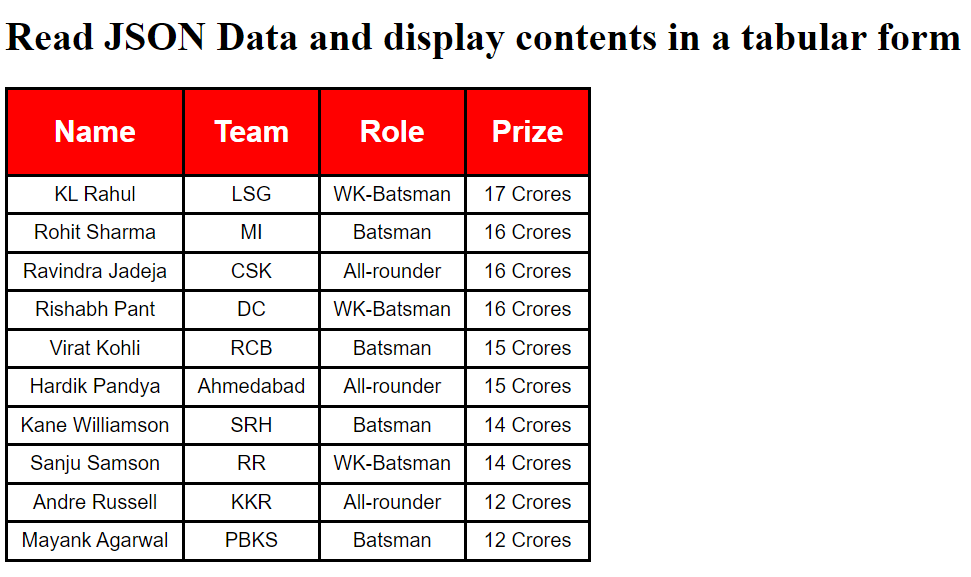 Read JSON Data and display contents in a tabular form
Name Team Role Prize
KL Rahul LSG WK-Batsman 17 Crores
Rohit Sharma MI Batsman 16 Crores
Ravindra Jadeja CSK All-rounder 16 Crores
Rishabh Pant DC WK-Batsman 16 Crores
Virat Kohli RCB Batsman 15 Crores
Hardik Pandya Ahmedabad All-rounder 15 Crores
Kane Williamson SRH Batsman 14 Crores
Sanju Samson RR WK-Batsman 14 Crores
Andre Russell KKR All-rounder 12 Crores
Mayank Agarwal PBKS Batsman 12 Crores